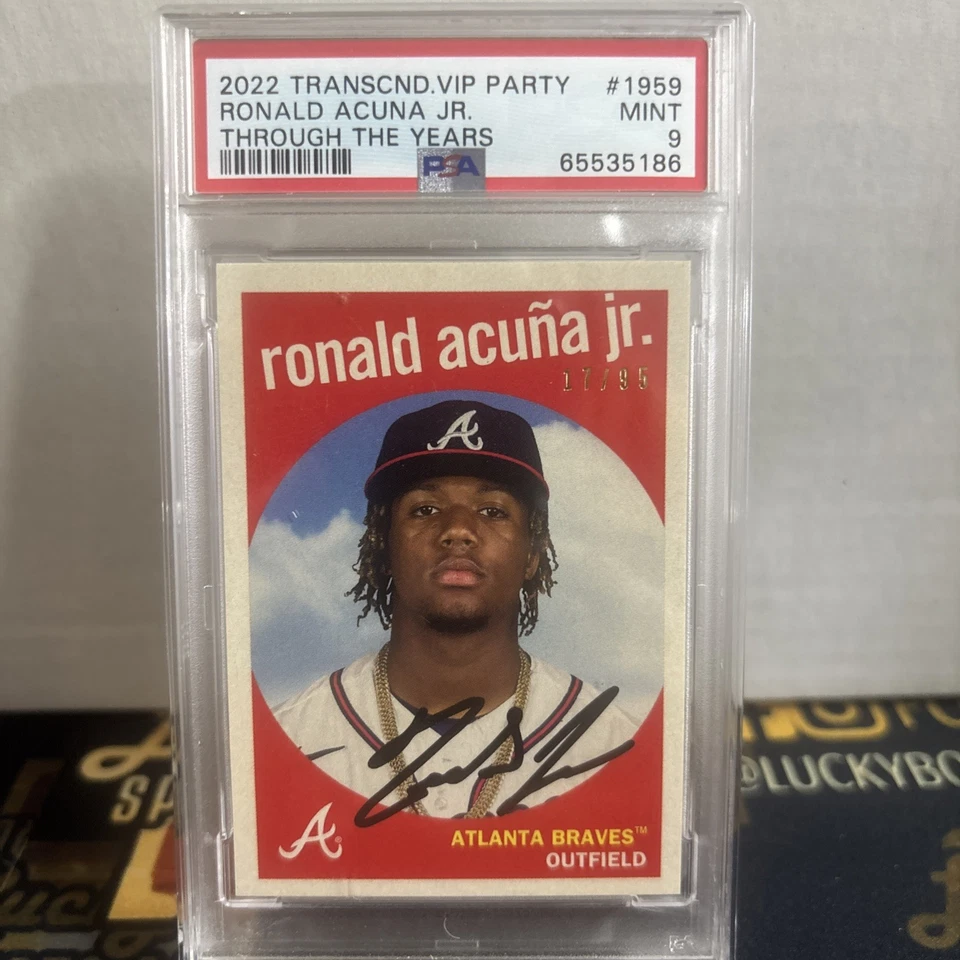 2022 TRANSCND.VIP PARTY #1959
RONALD ACUNA JR. MINT
THROUGH THE YEARS 9
PSA 65535186
ronald acuña jr.
17/95
A
A
ATLANTA BRAVES™
OUTFIELD
@LUCKYBO